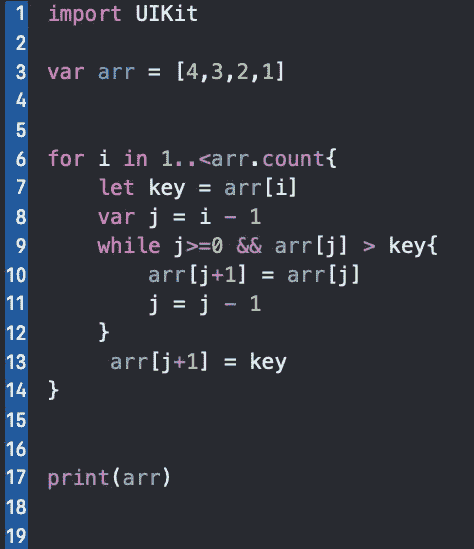 1 import UIKit
2
3 var arr = [4,3,2,1]
4
5
6 for i in 1..<arr.count{
7     let key = arr[i]
8     var j = i - 1
9     while j>=0 && arr[j] > key{
10         arr[j+1] = arr[j]
11         j = j - 1
12     }
13      arr[j+1] = key
14 }
15
16
17 print(arr)
18
19